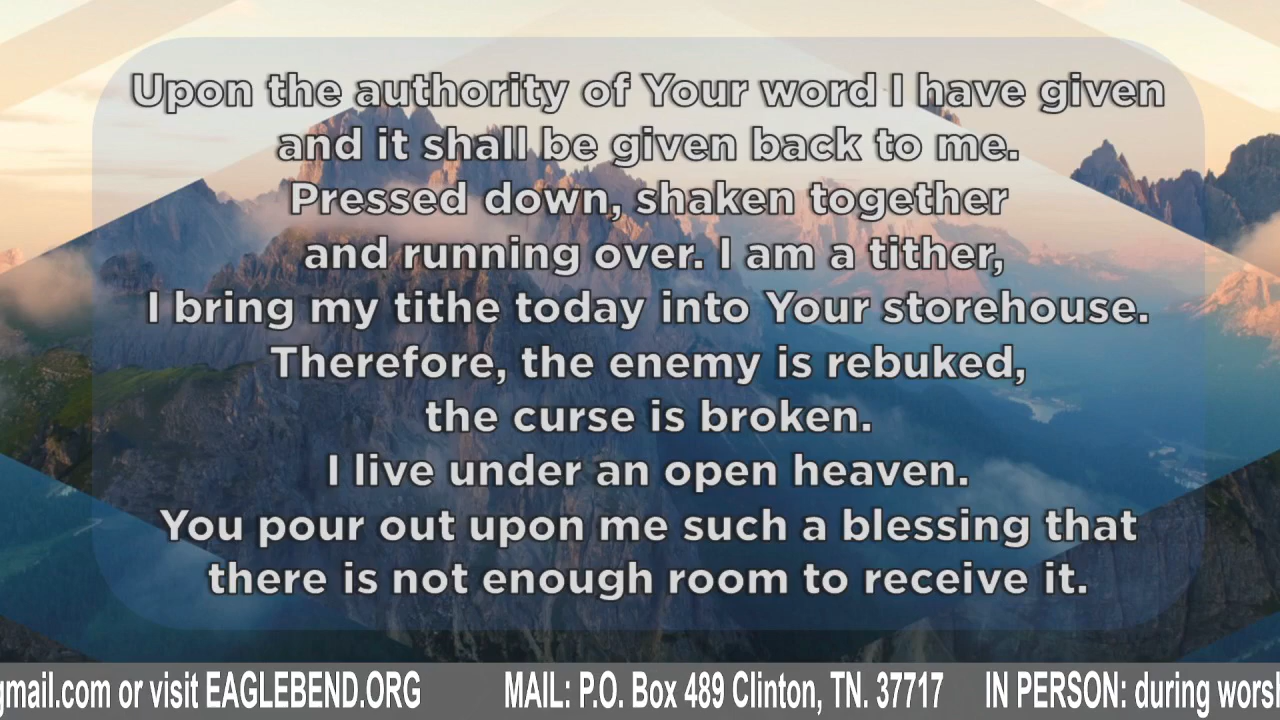 Upon the authority of Your word I have given
and it shall be given back to me.
Pressed down, shaken together
and running over. I am a tither,
I bring my tithe today into Your storehouse.
Therefore, the enemy is rebuked,
the curse is broken.
I live under an open heaven.
You pour out upon me such a blessing that
there is not enough room to receive it.
gmail.com or visit EAGLEBEND.ORG MAIL: P.O. Box 489 Clinton, TN. 37717 IN PERSON: during